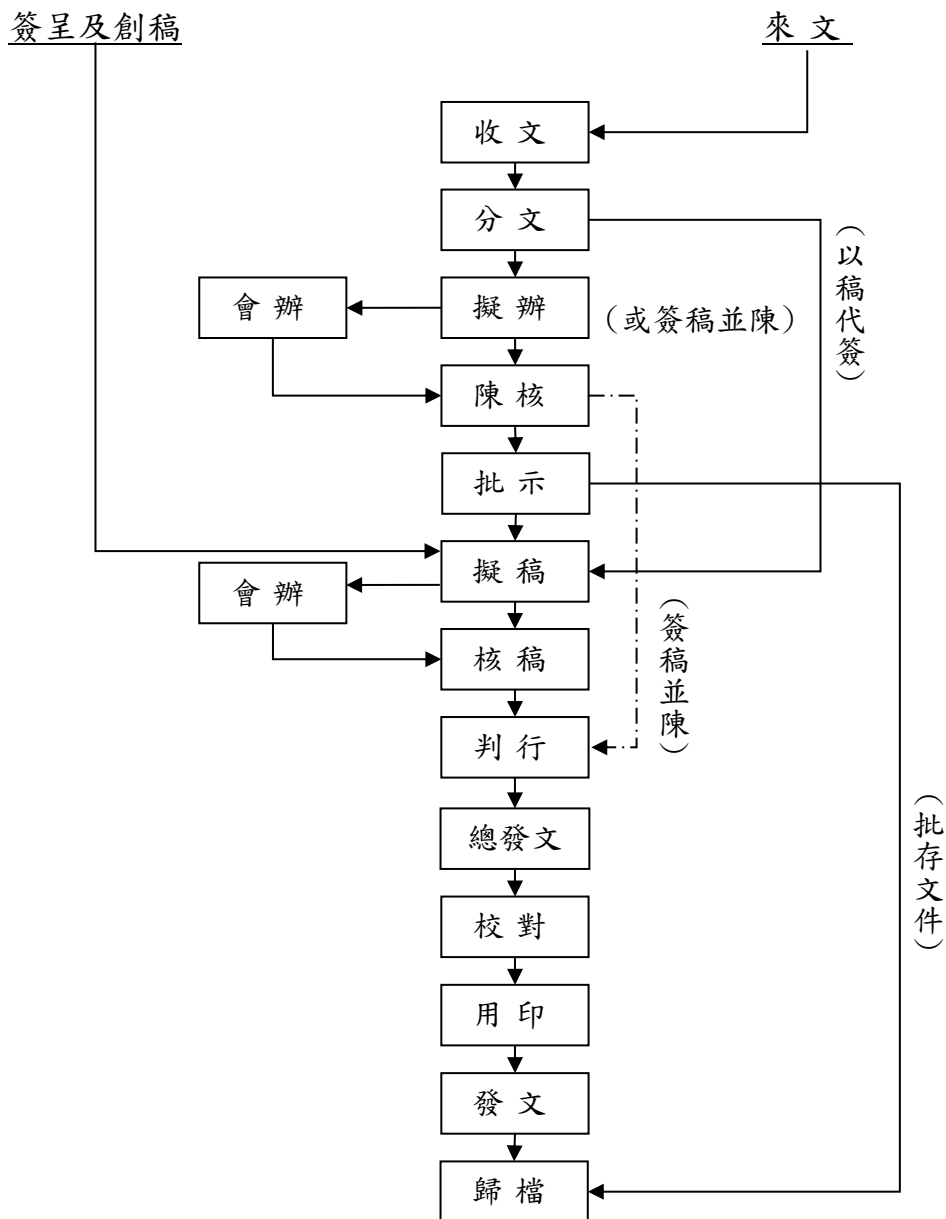 簽呈及創稿
來文
收文
分文
(以稿代簽)
會辦
擬辦
(或簽稿並陳)
陳核
批示
擬稿
會辦
核稿
(簽稿並陳)
判行
總發文
(批存文件)
校對
用印
發文
歸檔